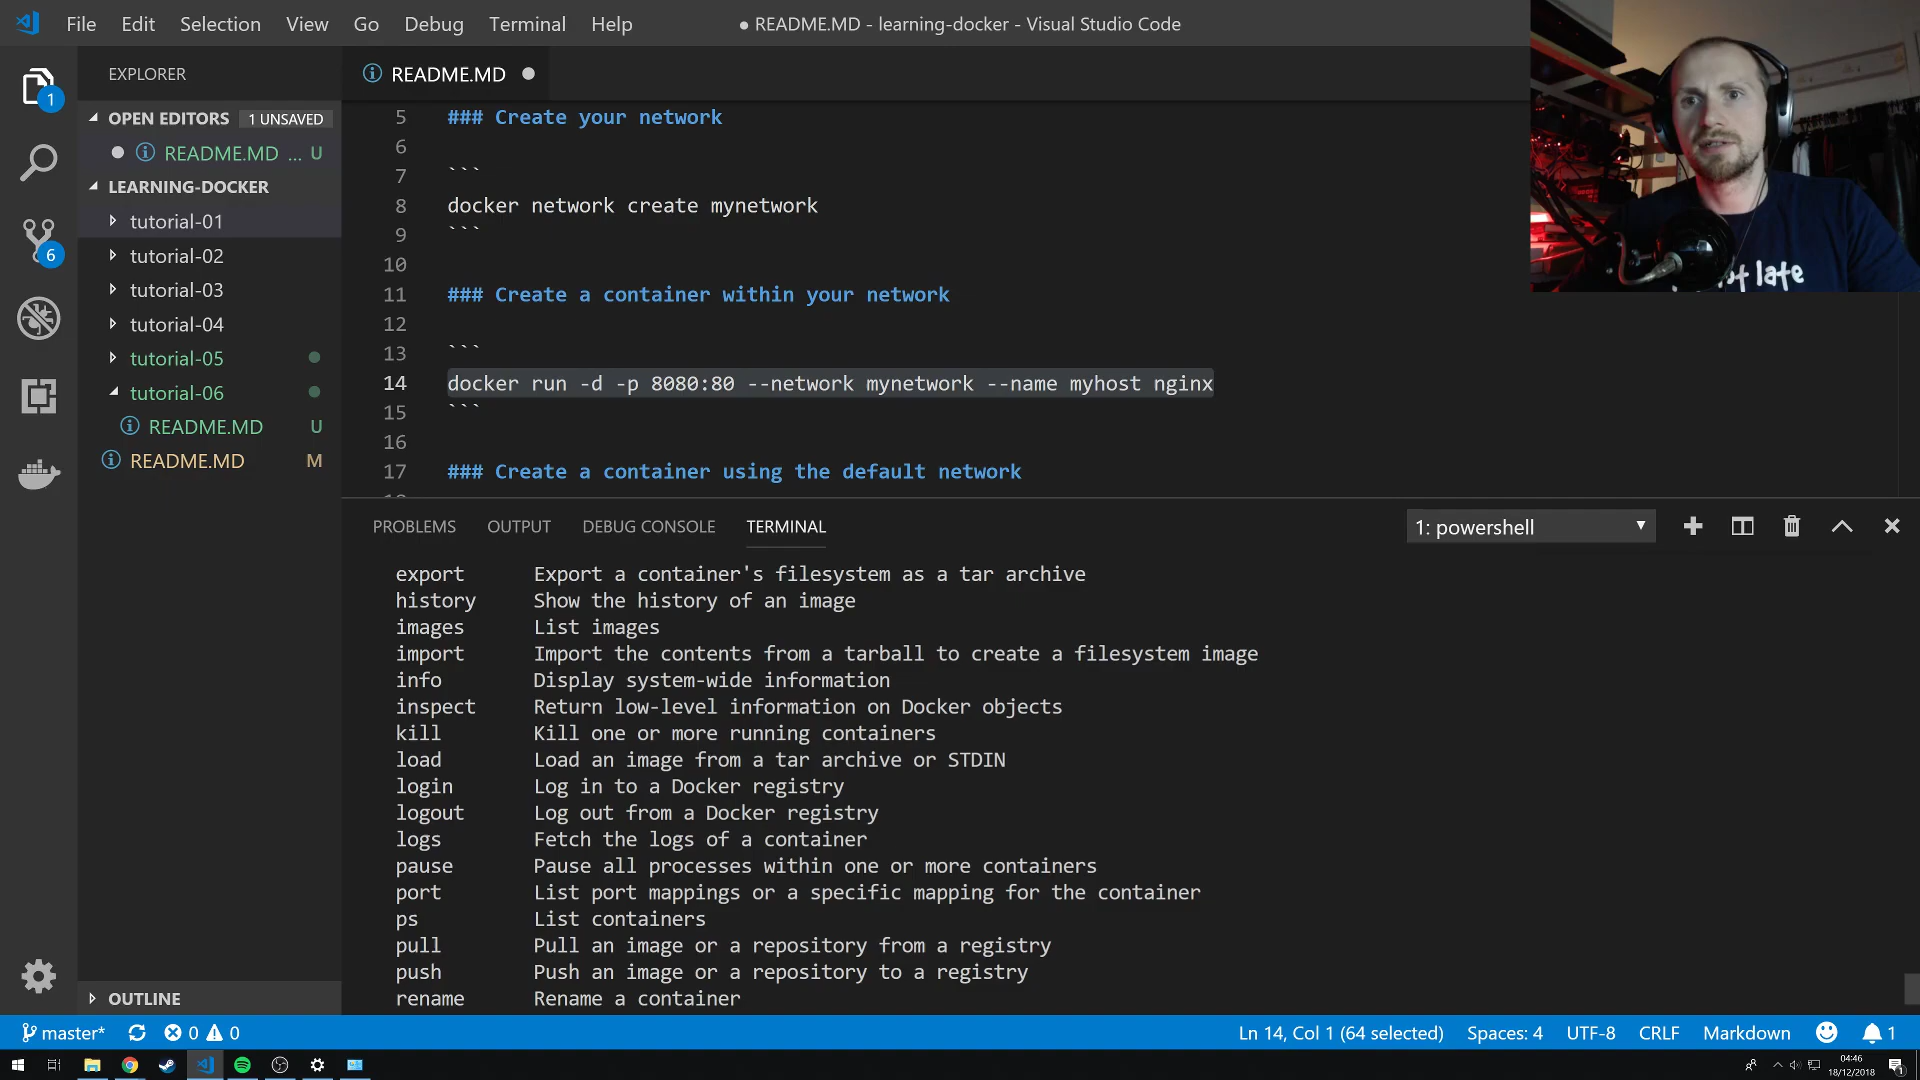 File Edit Selection View Go Debug Terminal Help
● README.MD - learning-docker - Visual Studio Code
1
6
EXPLORER
OPEN EDITORS 1 UNSAVED
README.MD ... U
LEARNING-DOCKER
tutorial-01
tutorial-02
tutorial-03
tutorial-04
tutorial-05
tutorial-06
README.MD U
README.MD M
OUTLINE
README.MD
5 ### Create your network
6
7 ```
8 docker network create mynetwork
9 ```
10
11 ### Create a container within your network
12
13 ```
14 docker run -d -p 8080:80 --network mynetwork --name myhost nginx
15 ```
16
17 ### Create a container using the default network
late
PROBLEMS OUTPUT DEBUG CONSOLE TERMINAL
1: powershell
export Export a container's filesystem as a tar archive
history Show the history of an image
images List images
import Import the contents from a tarball to create a filesystem image
info Display system-wide information
inspect Return low-level information on Docker objects
kill Kill one or more running containers
load Load an image from a tar archive or STDIN
login Log in to a Docker registry
logout Log out from a Docker registry
logs Fetch the logs of a container
pause Pause all processes within one or more containers
port List port mappings or a specific mapping for the container
ps List containers
pull Pull an image or a repository from a registry
push Push an image or a repository to a registry
rename Rename a container
master* 0 0
Ln 14, Col 1 (64 selected) Spaces: 4 UTF-8 CRLF Markdown 1
04:46
18/12/2018